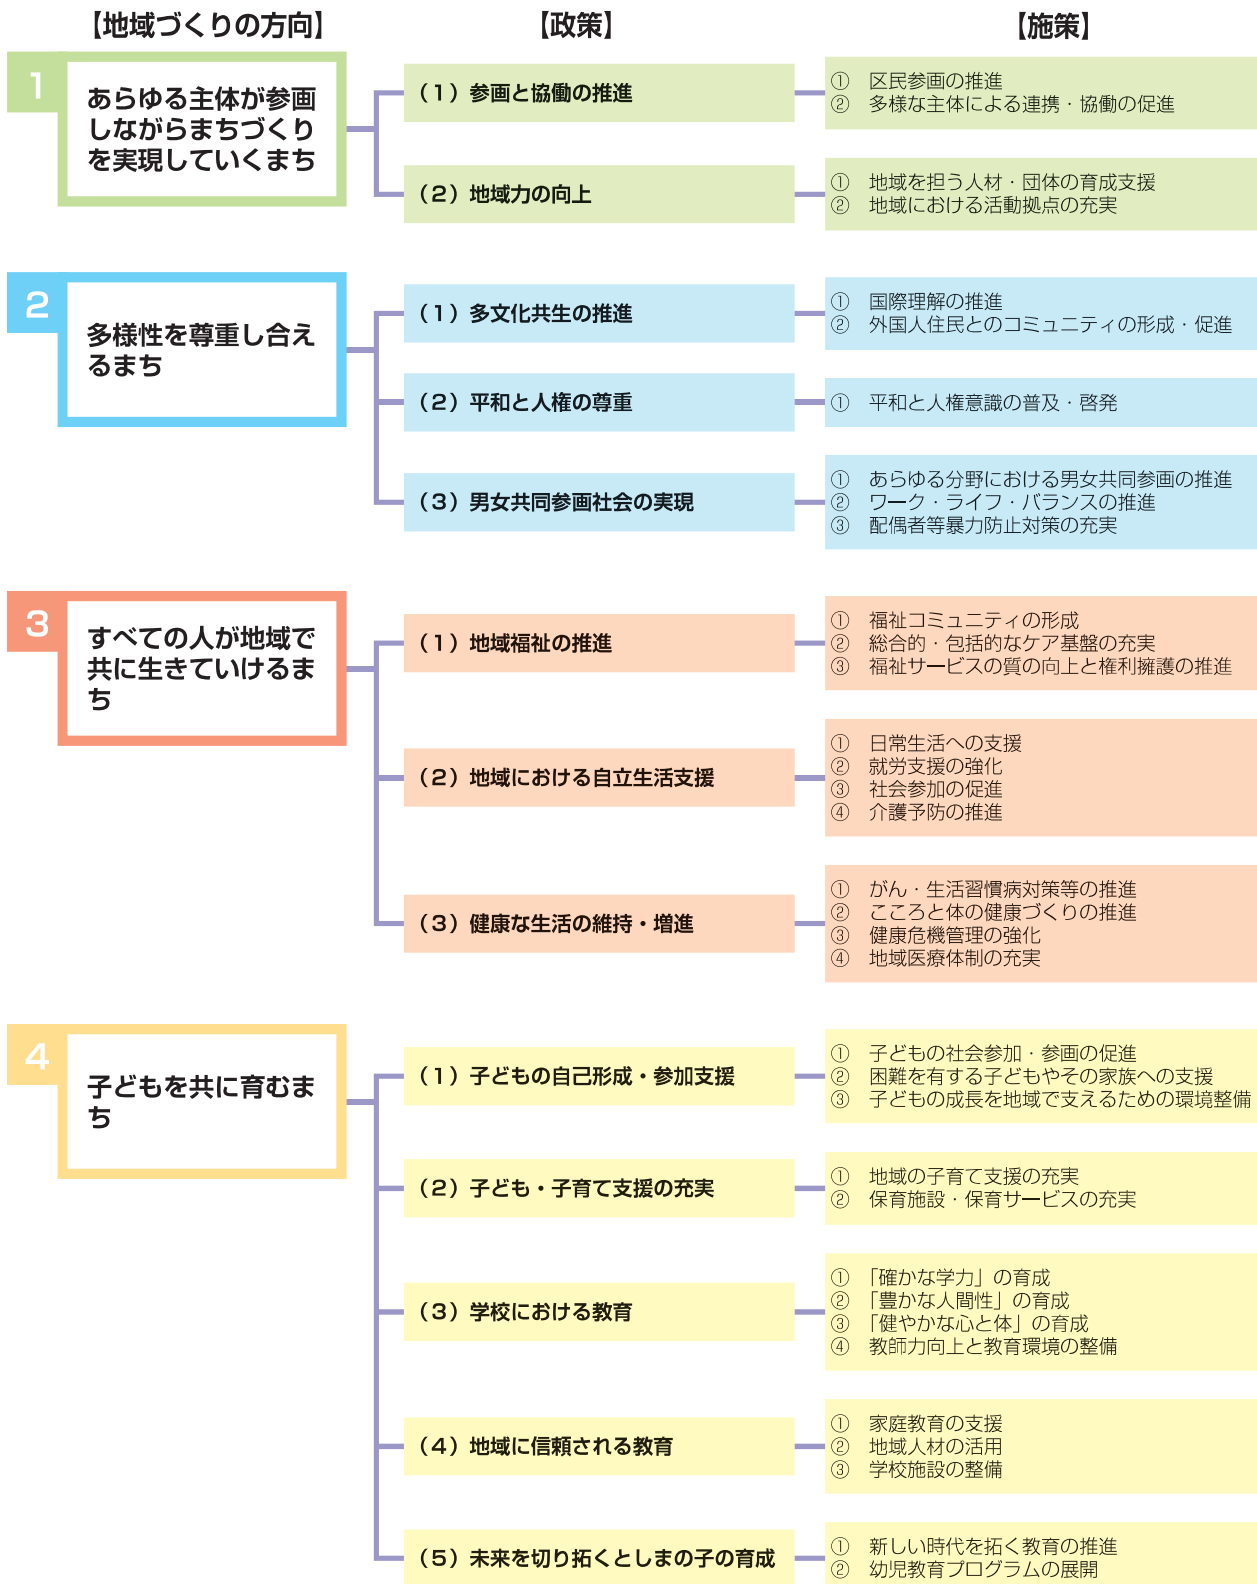 【地域づくりの方向】 【政策】 【施策】
1
あらゆる主体が参画
しながらまちづくり
を実現していくまち
（1）参画と協働の推進
① 区民参画の推進
② 多様な主体による連携・協働の促進
（2）地域力の向上
① 地域を担う人材・団体の育成支援
② 地域における活動拠点の充実
2
多様性を尊重し合え
るまち
（1）多文化共生の推進
① 国際理解の推進
② 外国人住民とのコミュニティの形成・促進
（2）平和と人権の尊重
① 平和と人権意識の普及・啓発
（3）男女共同参画社会の実現
① あらゆる分野における男女共同参画の推進
② ワーク・ライフ・バランスの推進
③ 配偶者等暴力防止対策の充実
3
すべての人が地域で
共に生きていけるま
ち
（1）地域福祉の推進
① 福祉コミュニティの形成
② 総合的・包括的なケア基盤の充実
③ 福祉サービスの質の向上と権利擁護の推進
（2）地域における自立生活支援
① 日常生活への支援
② 就労支援の強化
③ 社会参加の促進
④ 介護予防の推進
（3）健康な生活の維持・増進
① がん・生活習慣病対策等の推進
② こころと体の健康づくりの推進
③ 健康危機管理の強化
④ 地域医療体制の充実
4
子どもを共に育むま
ち
（1）子どもの自己形成・参加支援
① 子どもの社会参加・参画の促進
② 困難を有する子どもやその家族への支援
③ 子どもの成長を地域で支えるための環境整備
（2）子ども・子育て支援の充実
① 地域の子育て支援の充実
② 保育施設・保育サービスの充実
（3）学校における教育
① 「確かな学力」の育成
② 「豊かな人間性」の育成
③ 「健やかな心と体」の育成
④ 教師力向上と教育環境の整備
（4）地域に信頼される教育
① 家庭教育の支援
② 地域人材の活用
③ 学校施設の整備
（5）未来を切り拓くとしまの子の育成
① 新しい時代を拓く教育の推進
② 幼児教育プログラムの展開